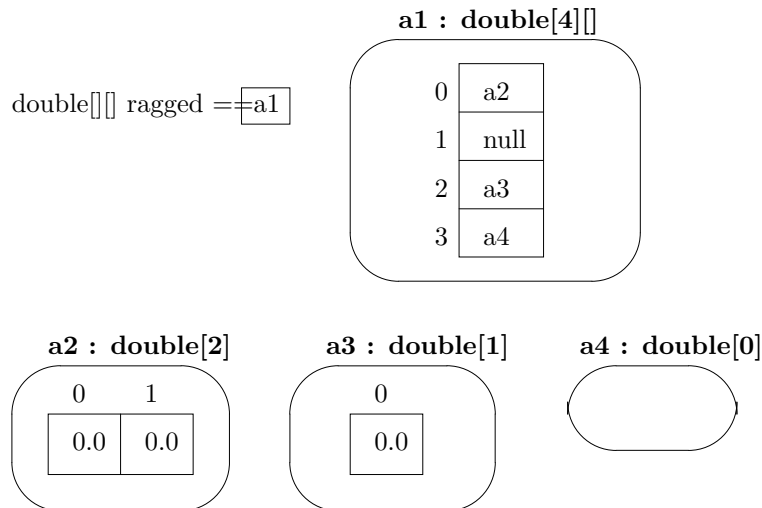 a1 : double[4][]
double[][] ragged ==a1
0 a2
1 null
2 a3
3 a4
a2 : double[2] a3 : double[1] a4 : double[0]
0 1 0
0.0 0.0 0.0